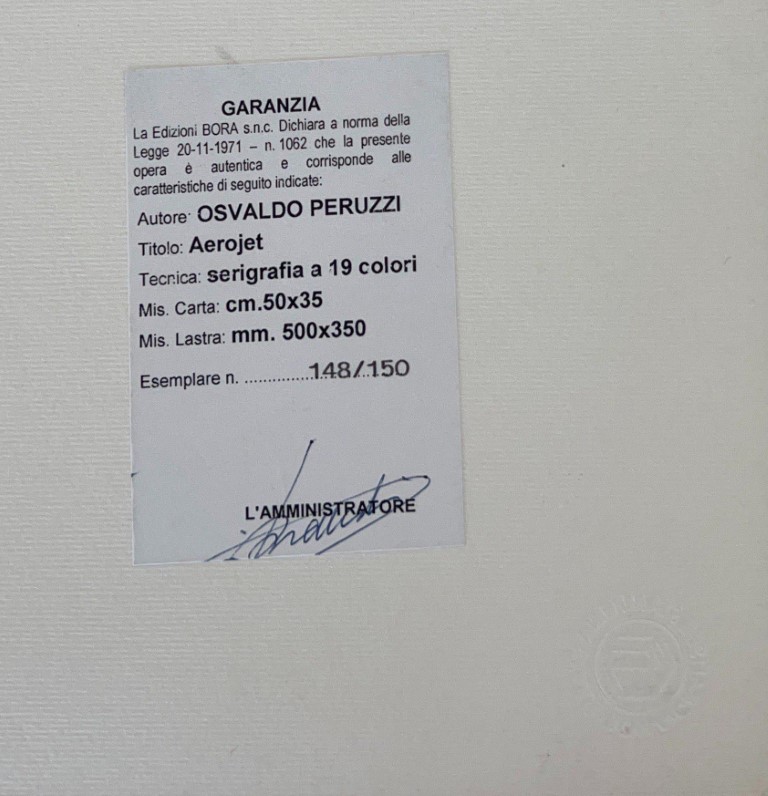 GARANZIA
La Edizioni BORA s.n.c. Dichiara a norma della
Legge 20-11-1971 – n. 1062 che la presente
opera è autentica e corrisponde alle
caratteristiche di seguito indicate:
Autore: OSVALDO PERUZZI
Titolo: Aerojet
Tecnica: serigrafia a 19 colori
Mis. Carta: cm.50x35
Mis. Lastra: mm. 500x350
Esemplare n. ...............148/150
L'AMMINISTRATORE